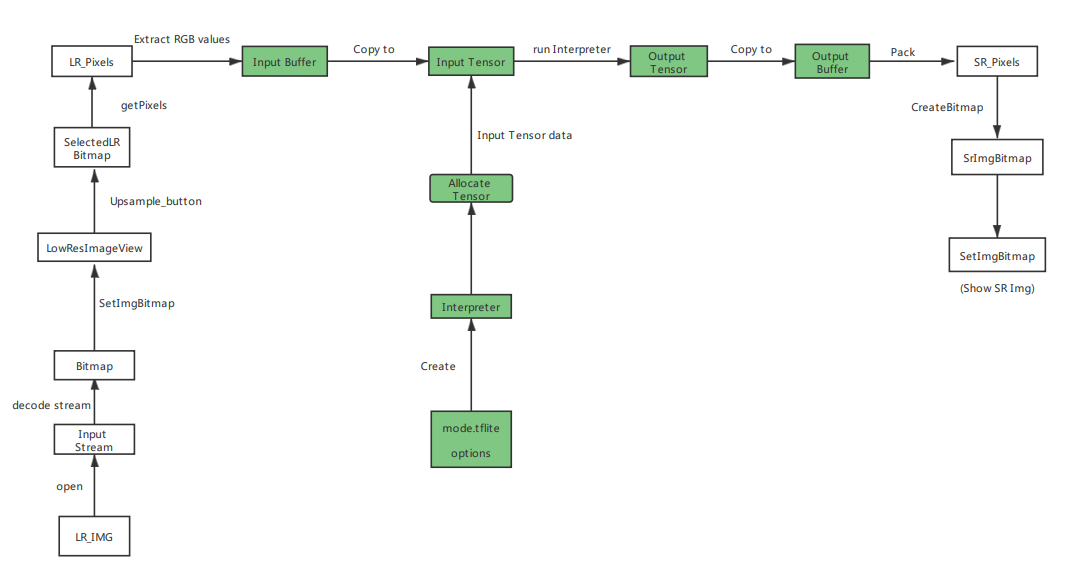 Extract RGB values
Copy to
run Interpreter
Copy to
Pack
LR_Pixels
Input Buffer
Input Tensor
Output
Tensor
Output
Buffer
SR_Pixels
getPixels
CreateBitmap
SelectedLR
Bitmap
Input Tensor data
SrImgBitmap
Allocate
Tensor
Upsample_button
LowResImageView
SetImgBitmap
(Show SR Img)
SetImgBitmap
Interpreter
Bitmap
Create
decode stream
mode.tflite
options
Input
Stream
open
LR_IMG